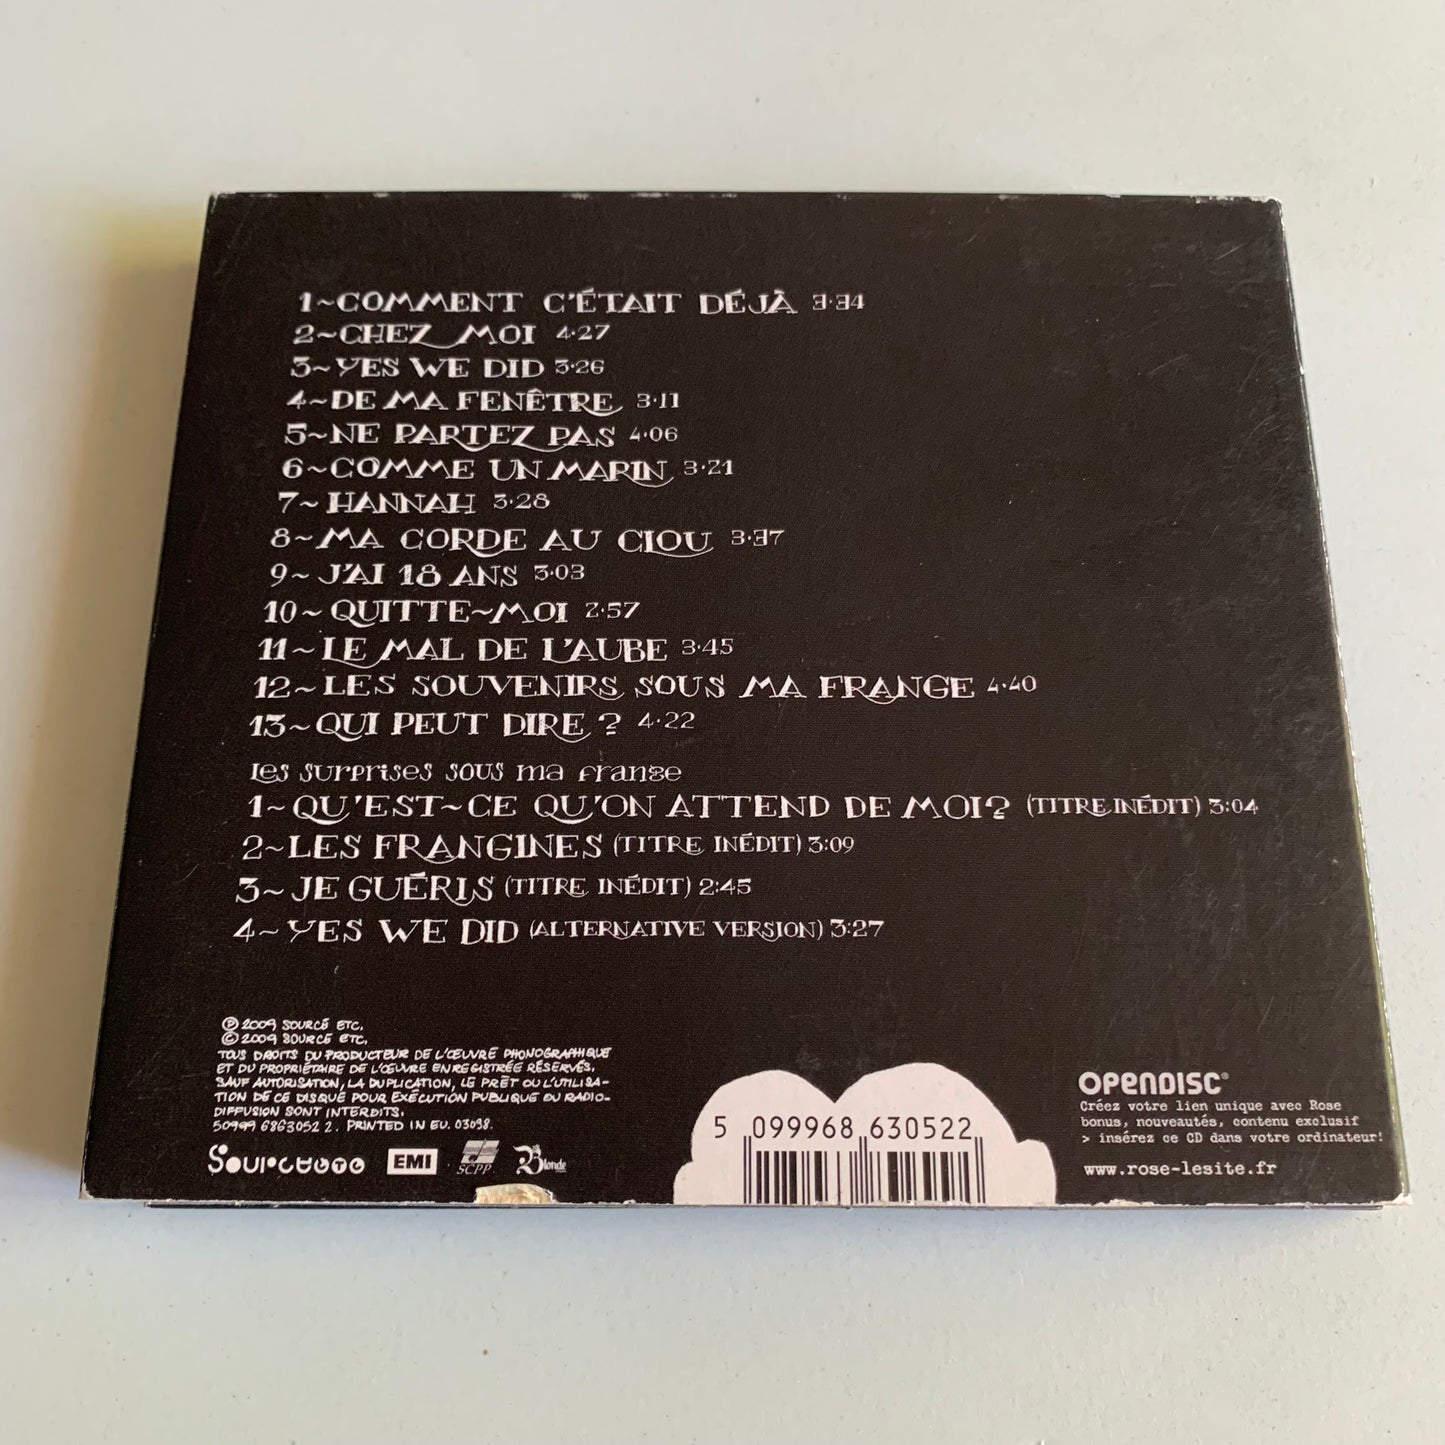 1~COMMENT C'ÉTAIT DÉJÀ 3·34
2~CHEZ MOI 4·27
3~YES WE DID 3·26
4~DE MA FENÊTRE 3·11
5~NE PARTEZ PAS 4·06
6~COMME UN MARIN 3·21
7~HANNAH 3·28
8~MA CORDE AU CLOU 3·37
9~J'AI 18 ANS 3·03
10~QUITTE~MOI 2·57
11~LE MAL DE L'AUBE 3·45
12~LES SOUVENIRS SOUS MA FRANGE 4·40
13~QUI PEUT DIRE ? 4·22
Les surprises sous ma frange
1~QU'EST~CE QU'ON ATTEND DE MOI? (TITRE INÉDIT) 3:04
2~LES FRANGINES (TITRE INÉDIT) 3:09
3~JE GUÉRIS (TITRE INÉDIT) 2:45
4~YES WE DID (ALTERNATIVE VERSION) 3:27
℗ 2009 SOURCE ETC.
© 2009 SOURCE ETC.
TOUS DROITS DU PRODUCTEUR DE L'ŒUVRE PHONOGRAPHIQUE
ET DU PROPRIÉTAIRE DE L'ŒUVRE ENREGISTRÉE RÉSERVÉS.
SAUF AUTORISATION, LA DUPLICATION, LE PRÊT OU L'UTILISA-
TION DE CE DISQUE POUR EXÉCUTION PUBLIQUE OU RADIO-
DIFFUSION SONT INTERDITS.
50999 6863052 2. PRINTED IN EU. 03098.
Source etc
EMI
SCPP
Blonde
5 099968 630522
OPENDISC®
Créez votre lien unique avec Rose
bonus, nouveautés, contenu exclusif
> insérez ce CD dans votre ordinateur!
www.rose-lesite.fr